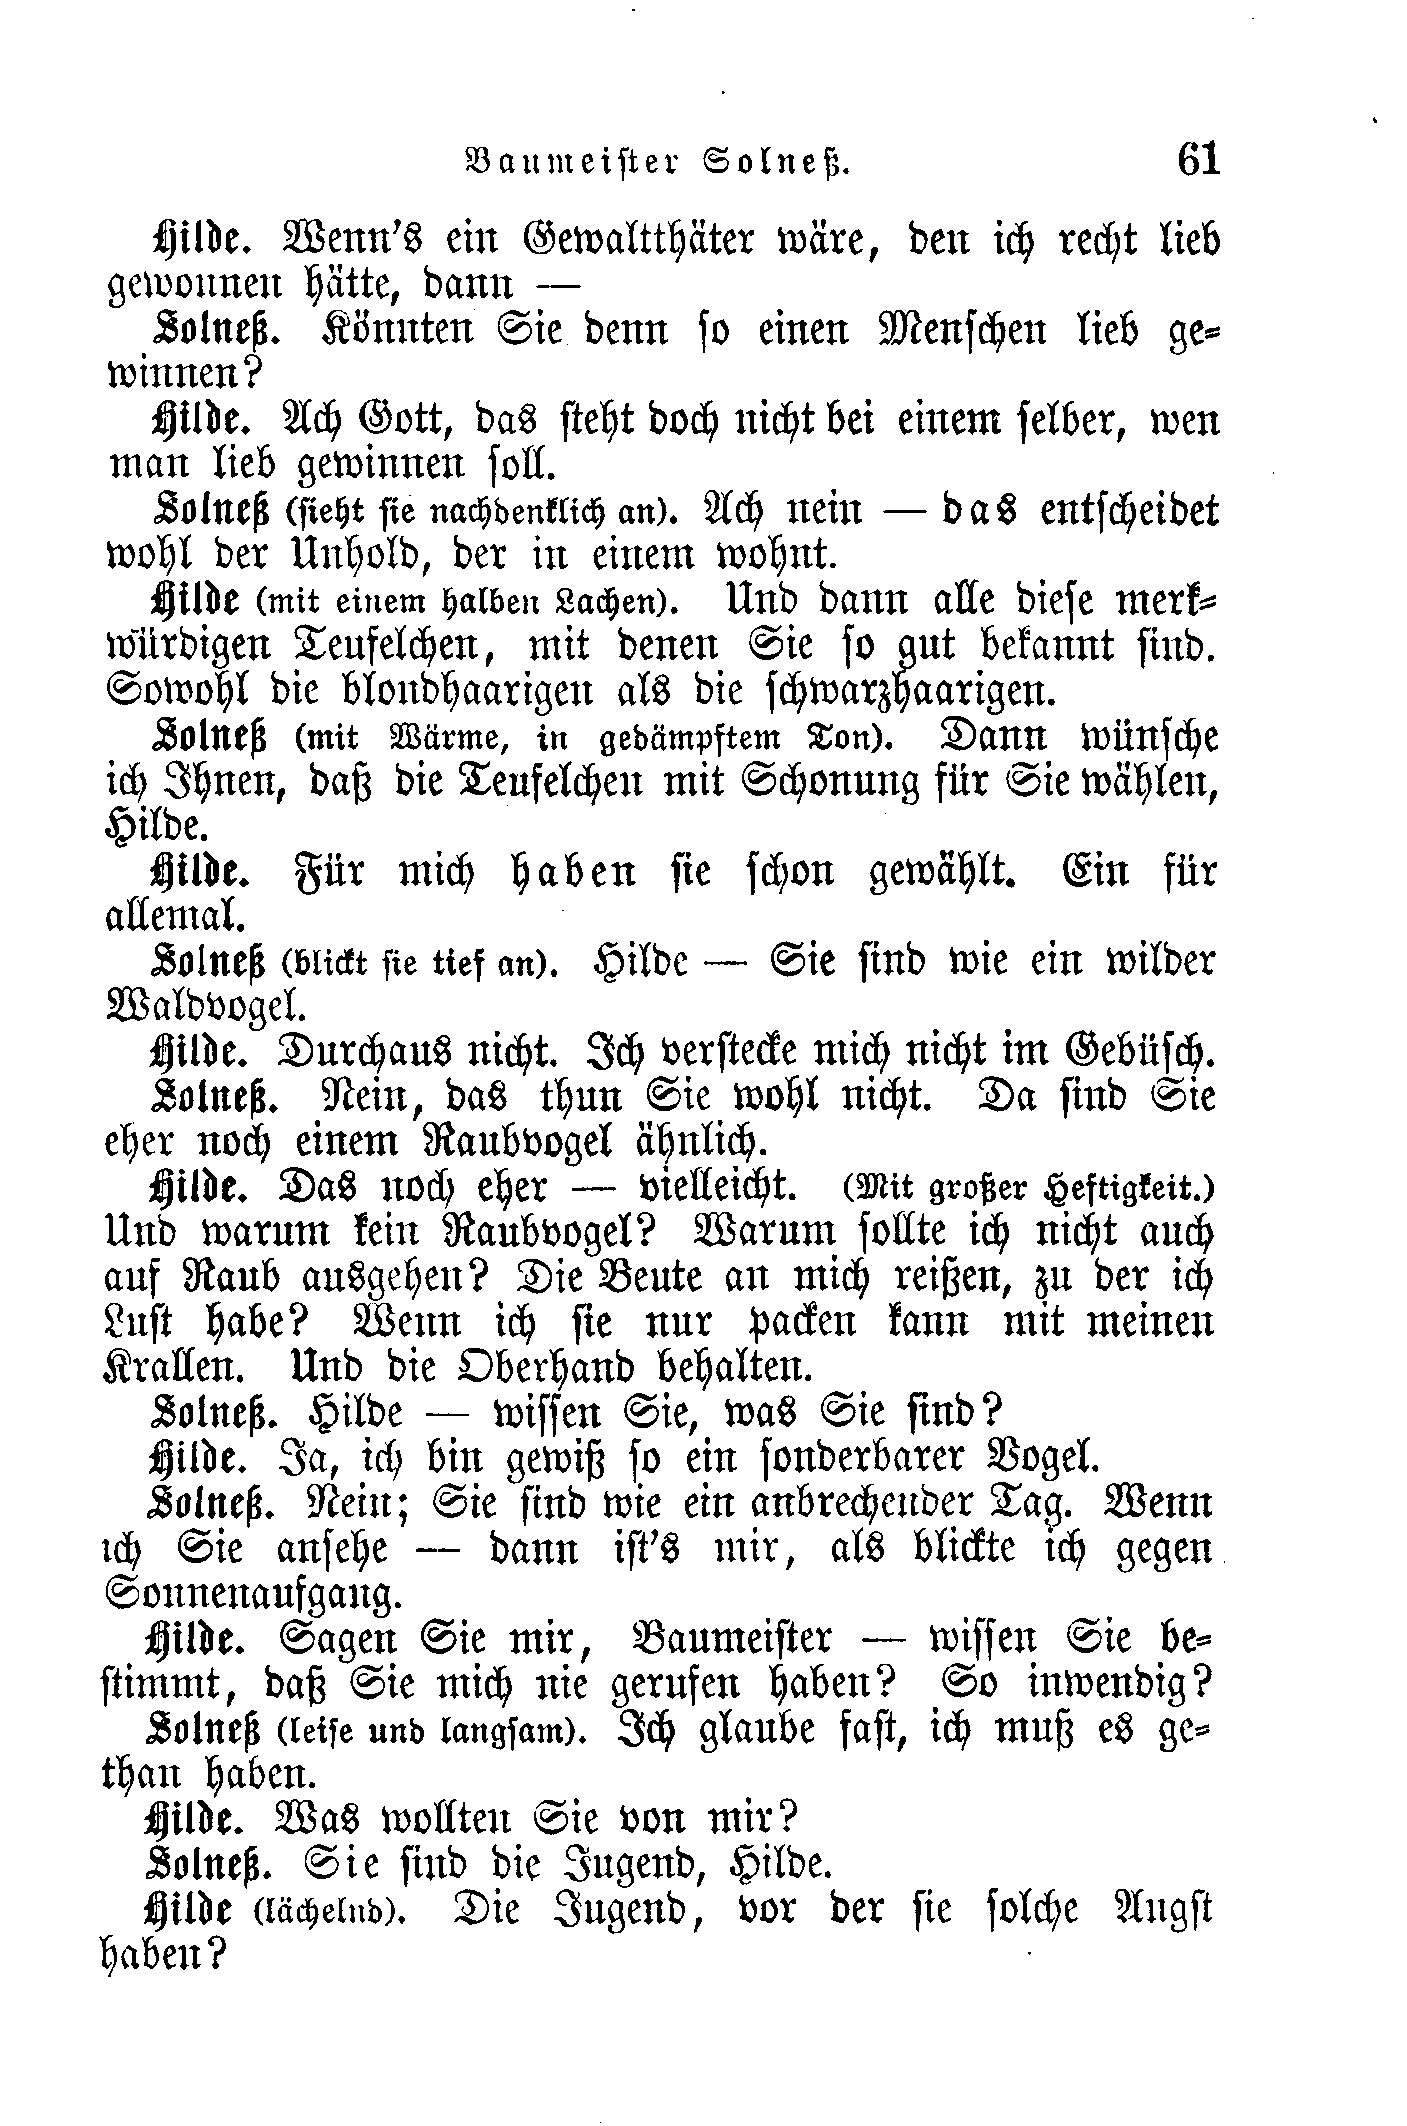 Baumeister Solneß. 61
Hilde. Wenn's ein Gewaltthäter wäre, den ich recht lieb
gewonnen hätte, dann —
Solneß. Könnten Sie denn so einen Menschen lieb ge-
winnen?
Hilde. Ach Gott, das steht doch nicht bei einem selber, wen
man lieb gewinnen soll.
Solneß (sieht sie nachdenklich an). Ach nein — das entscheidet
wohl der Unhold, der in einem wohnt.
Hilde (mit einem halben Lachen). Und dann alle diese merk-
würdigen Teufelchen, mit denen Sie so gut bekannt sind.
Sowohl die blondhaarigen als die schwarzhaarigen.
Solneß (mit Wärme, in gedämpftem Ton). Dann wünsche
ich Ihnen, daß die Teufelchen mit Schonung für Sie wählen,
Hilde.
Hilde. Für mich haben sie schon gewählt. Ein für
allemal.
Solneß (blickt sie tief an). Hilde — Sie sind wie ein wilder
Waldvogel.
Hilde. Durchaus nicht. Ich verstecke mich nicht im Gebüsch.
Solneß. Nein, das thun Sie wohl nicht. Da sind Sie
eher noch einem Raubvogel ähnlich.
Hilde. Das noch eher — vielleicht. (Mit großer Heftigkeit.)
Und warum kein Raubvogel? Warum sollte ich nicht auch
auf Raub ausgehen? Die Beute an mich reißen, zu der ich
Lust habe? Wenn ich sie nur packen kann mit meinen
Krallen. Und die Oberhand behalten.
Solneß. Hilde — wissen Sie, was Sie sind?
Hilde. Ja, ich bin gewiß so ein sonderbarer Vogel.
Solneß. Nein; Sie sind wie ein anbrechender Tag. Wenn
ich Sie ansehe — dann ist's mir, als blickte ich gegen
Sonnenaufgang.
Hilde. Sagen Sie mir, Baumeister — wissen Sie be-
stimmt, daß Sie mich nie gerufen haben? So inwendig?
Solneß (leise und langsam). Ich glaube fast, ich muß es ge-
than haben.
Hilde. Was wollten Sie von mir?
Solneß. Sie sind die Jugend, Hilde.
Hilde (lächelnd). Die Jugend, vor der sie solche Angst
haben?